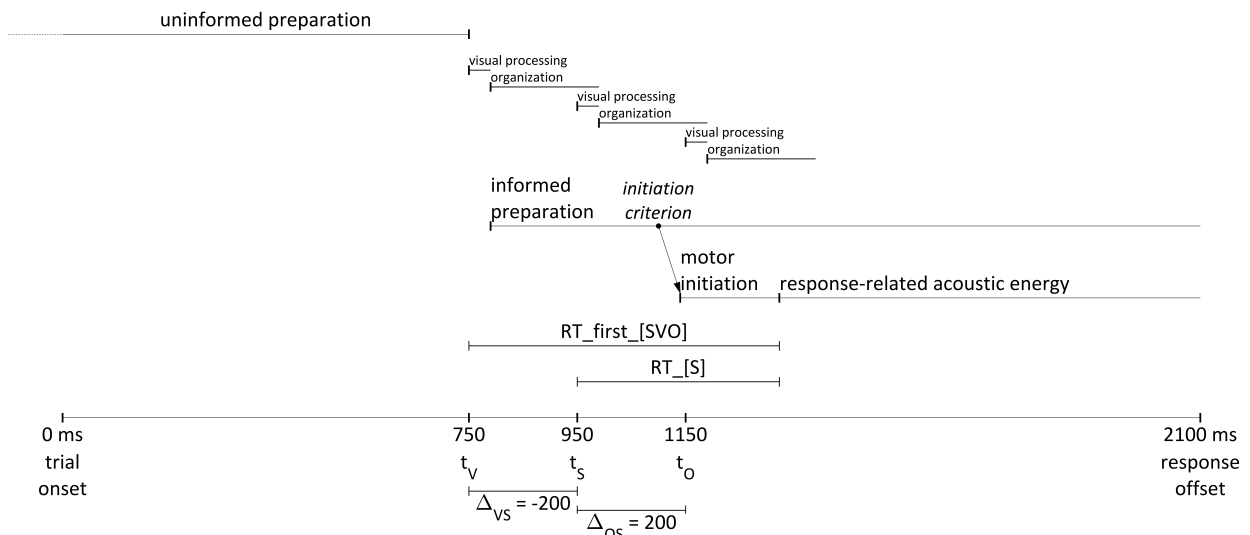 uninformed preparation
visual processing
organization
visual processing
organization
visual processing
organization
informed
preparation
initiation
criterion
motor
initiation
response-related acoustic energy
RT_first_[SVO]
RT_[S]
0 ms
trial
onset
750
t_V
950
t_S
1150
t_O
2100 ms
response
offset
Δ_VS = -200
Δ_OS = 200